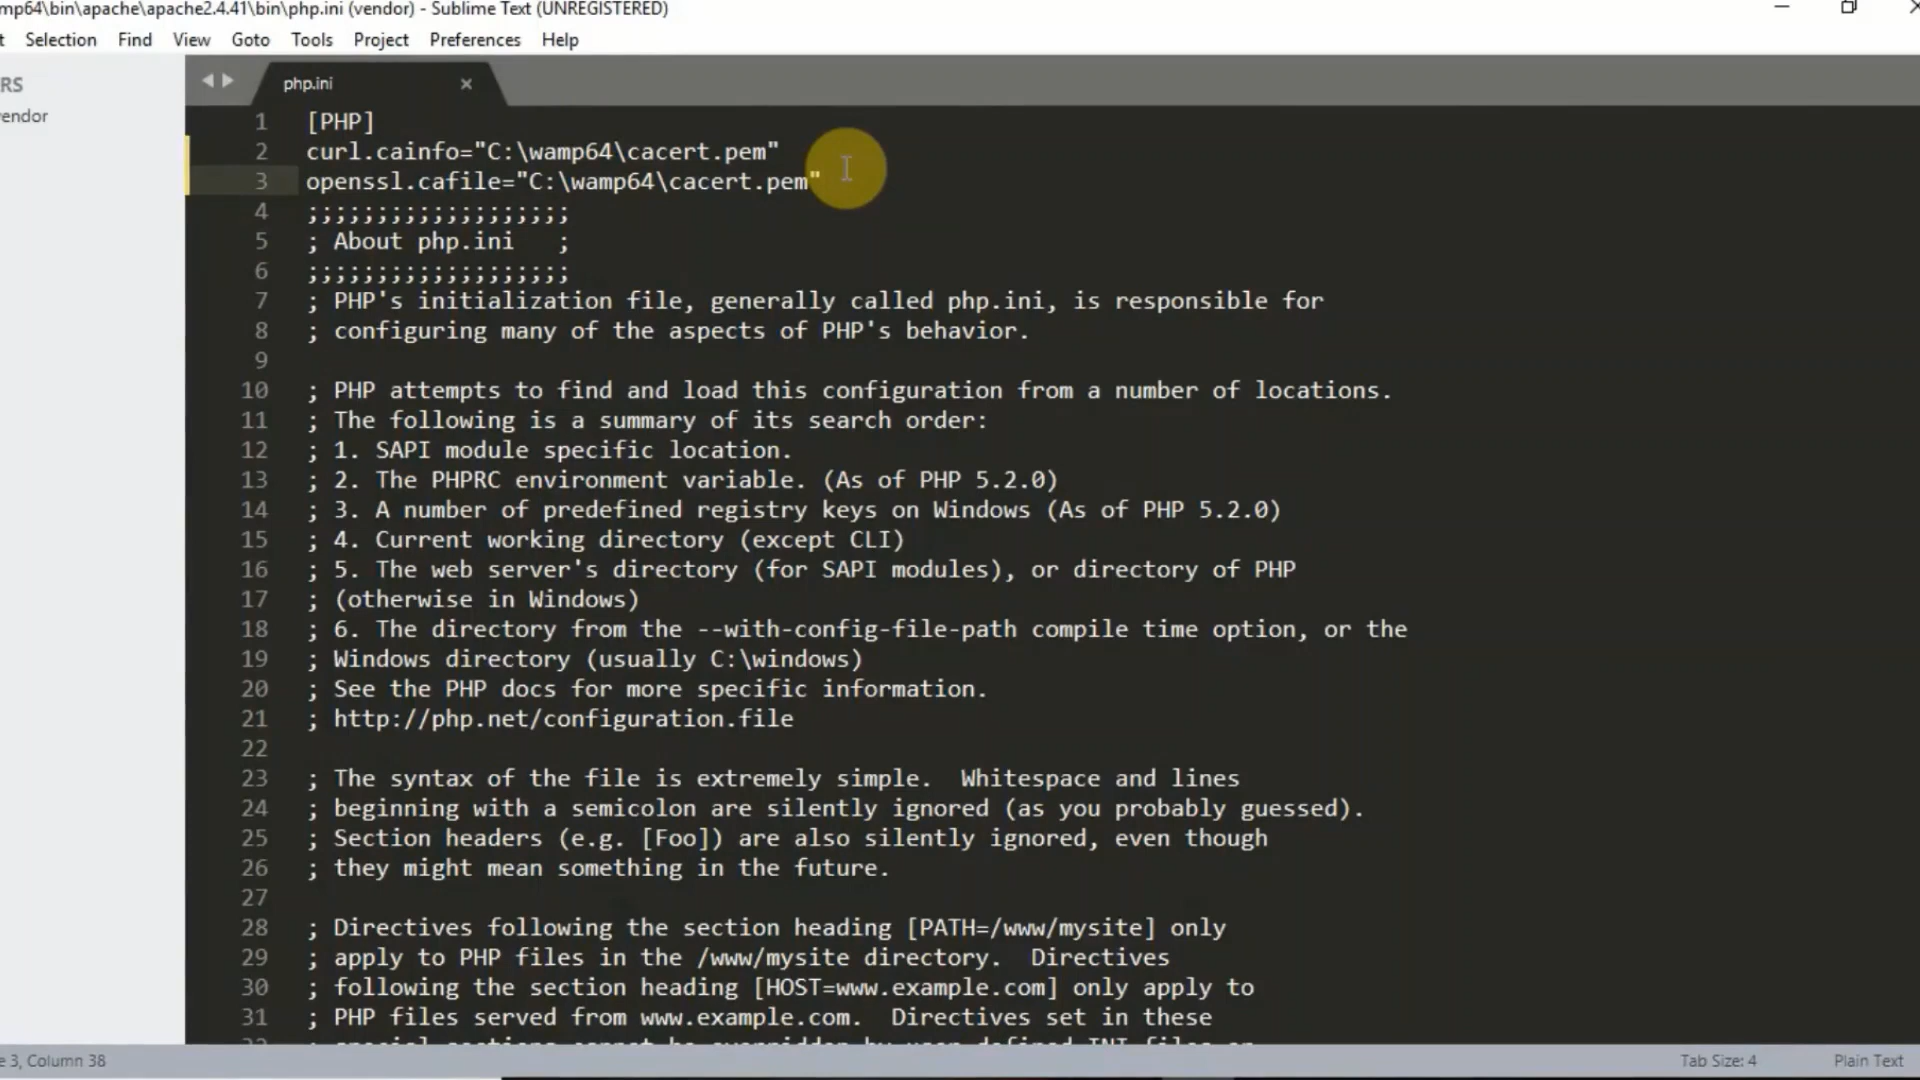 mp64\bin\apache\apache2.4.41\bin\php.ini (vendor) - Sublime Text (UNREGISTERED)
t Selection Find View Goto Tools Project Preferences Help
RS
vendor
php.ini
1 [PHP]
2 curl.cainfo="C:\wamp64\cacert.pem"
3 openssl.cafile="C:\wamp64\cacert.pem"
4 ;;;;;;;;;;;;;;;;;;;
5 ; About php.ini   ;
6 ;;;;;;;;;;;;;;;;;;;
7 ; PHP's initialization file, generally called php.ini, is responsible for
8 ; configuring many of the aspects of PHP's behavior.
9
10 ; PHP attempts to find and load this configuration from a number of locations.
11 ; The following is a summary of its search order:
12 ; 1. SAPI module specific location.
13 ; 2. The PHPRC environment variable. (As of PHP 5.2.0)
14 ; 3. A number of predefined registry keys on Windows (As of PHP 5.2.0)
15 ; 4. Current working directory (except CLI)
16 ; 5. The web server's directory (for SAPI modules), or directory of PHP
17 ; (otherwise in Windows)
18 ; 6. The directory from the --with-config-file-path compile time option, or the
19 ; Windows directory (usually C:\windows)
20 ; See the PHP docs for more specific information.
21 ; http://php.net/configuration.file
22
23 ; The syntax of the file is extremely simple.  Whitespace and lines
24 ; beginning with a semicolon are silently ignored (as you probably guessed).
25 ; Section headers (e.g. [Foo]) are also silently ignored, even though
26 ; they might mean something in the future.
27
28 ; Directives following the section heading [PATH=/www/mysite] only
29 ; apply to PHP files in the /www/mysite directory.  Directives
30 ; following the section heading [HOST=www.example.com] only apply to
31 ; PHP files served from www.example.com.  Directives set in these
e 3, Column 38
Tab Size: 4
Plain Text